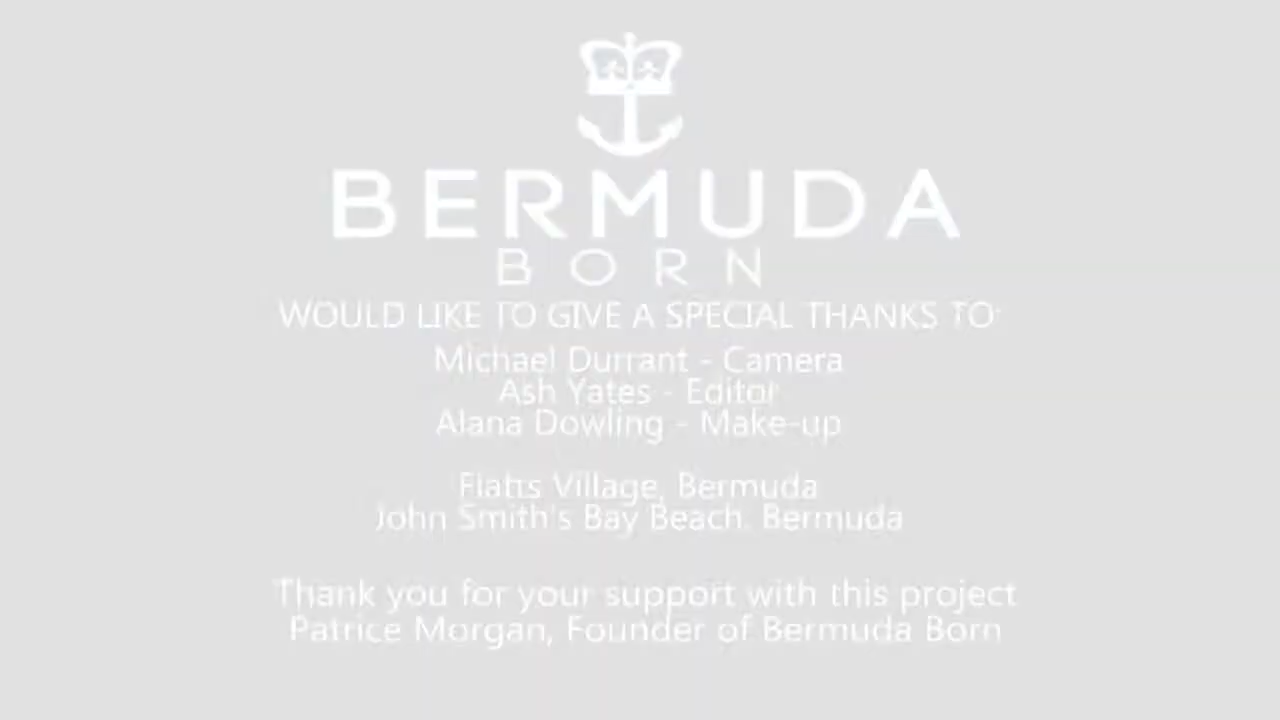 BERMUDA
BORN
WOULD LIKE TO GIVE A SPECIAL THANKS TO:
Michael Durrant - Camera
Ash Yates - Editor
Alana Dowling - Make-up
Flatts Village, Bermuda
John Smith's Bay Beach, Bermuda
Thank you for your support with this project
Patrice Morgan, Founder of Bermuda Born